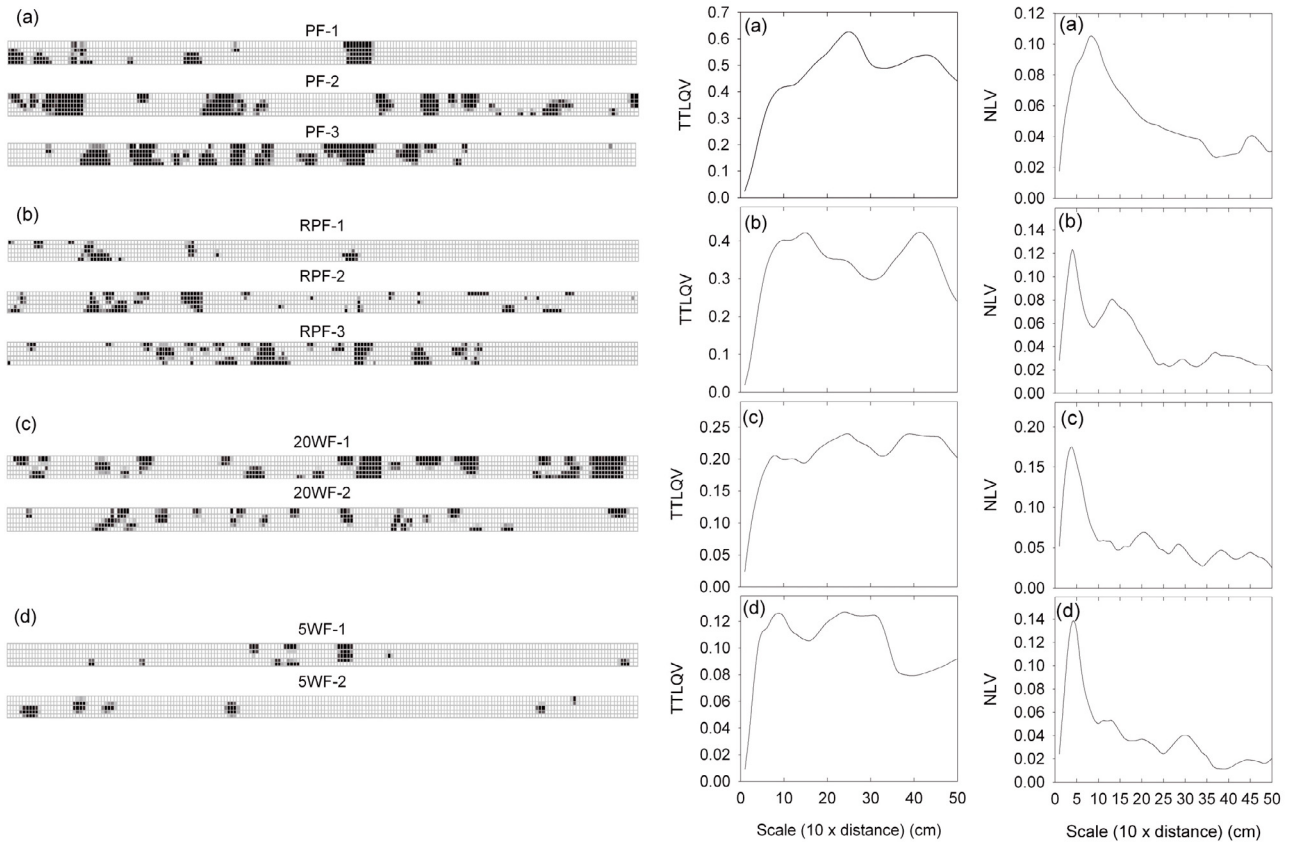 (a)
PF-1
PF-2
PF-3
(b)
RPF-1
RPF-2
RPF-3
(c)
20WF-1
20WF-2
(d)
5WF-1
5WF-2
(a)
TTLQV
0.7
0.6
0.5
0.4
0.3
0.2
0.1
0.0
(b)
TTLQV
0.4
0.3
0.2
0.1
0.0
(c)
TTLQV
0.25
0.20
0.15
0.10
0.05
0.00
(d)
TTLQV
0.12
0.10
0.08
0.06
0.04
0.02
0.00
0 10 20 30 40 50
Scale (10 x distance) (cm)
(a)
NLV
0.12
0.10
0.08
0.06
0.04
0.02
0.00
(b)
NLV
0.14
0.12
0.10
0.08
0.06
0.04
0.02
0.00
(c)
NLV
0.20
0.15
0.10
0.05
0.00
(d)
NLV
0.14
0.12
0.10
0.08
0.06
0.04
0.02
0.00
0 5 10 15 20 25 30 35 40 45 50
Scale (10 x distance) (cm)